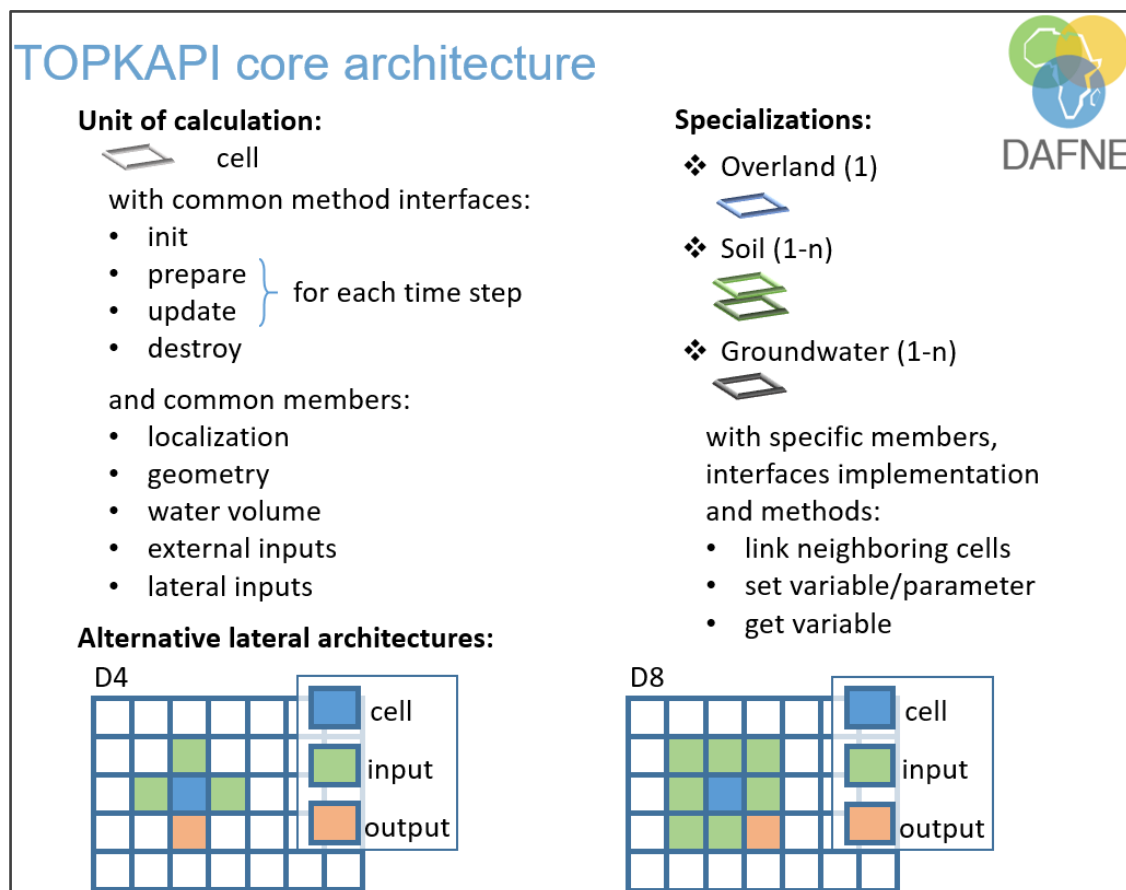 TOPKAPI core architecture
DAFNE
Unit of calculation:
cell
with common method interfaces:
• init
• prepare
• update
for each time step
• destroy
and common members:
• localization
• geometry
• water volume
• external inputs
• lateral inputs
Specializations:
❖ Overland (1)
❖ Soil (1-n)
❖ Groundwater (1-n)
with specific members,
interfaces implementation
and methods:
• link neighboring cells
• set variable/parameter
• get variable
Alternative lateral architectures:
D4
cell
input
output
D8
cell
input
output